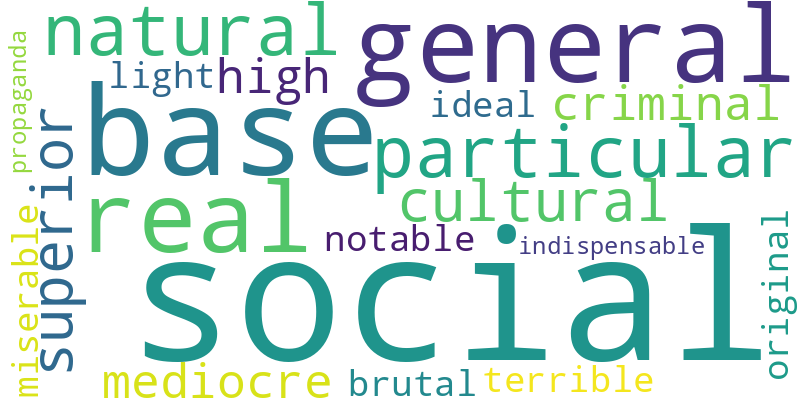 natural
general
propaganda
light
high
base
ideal
criminal
superior
particular
real
cultural
miserable
notable
indispensable
social
original
mediocre
brutal
terrible